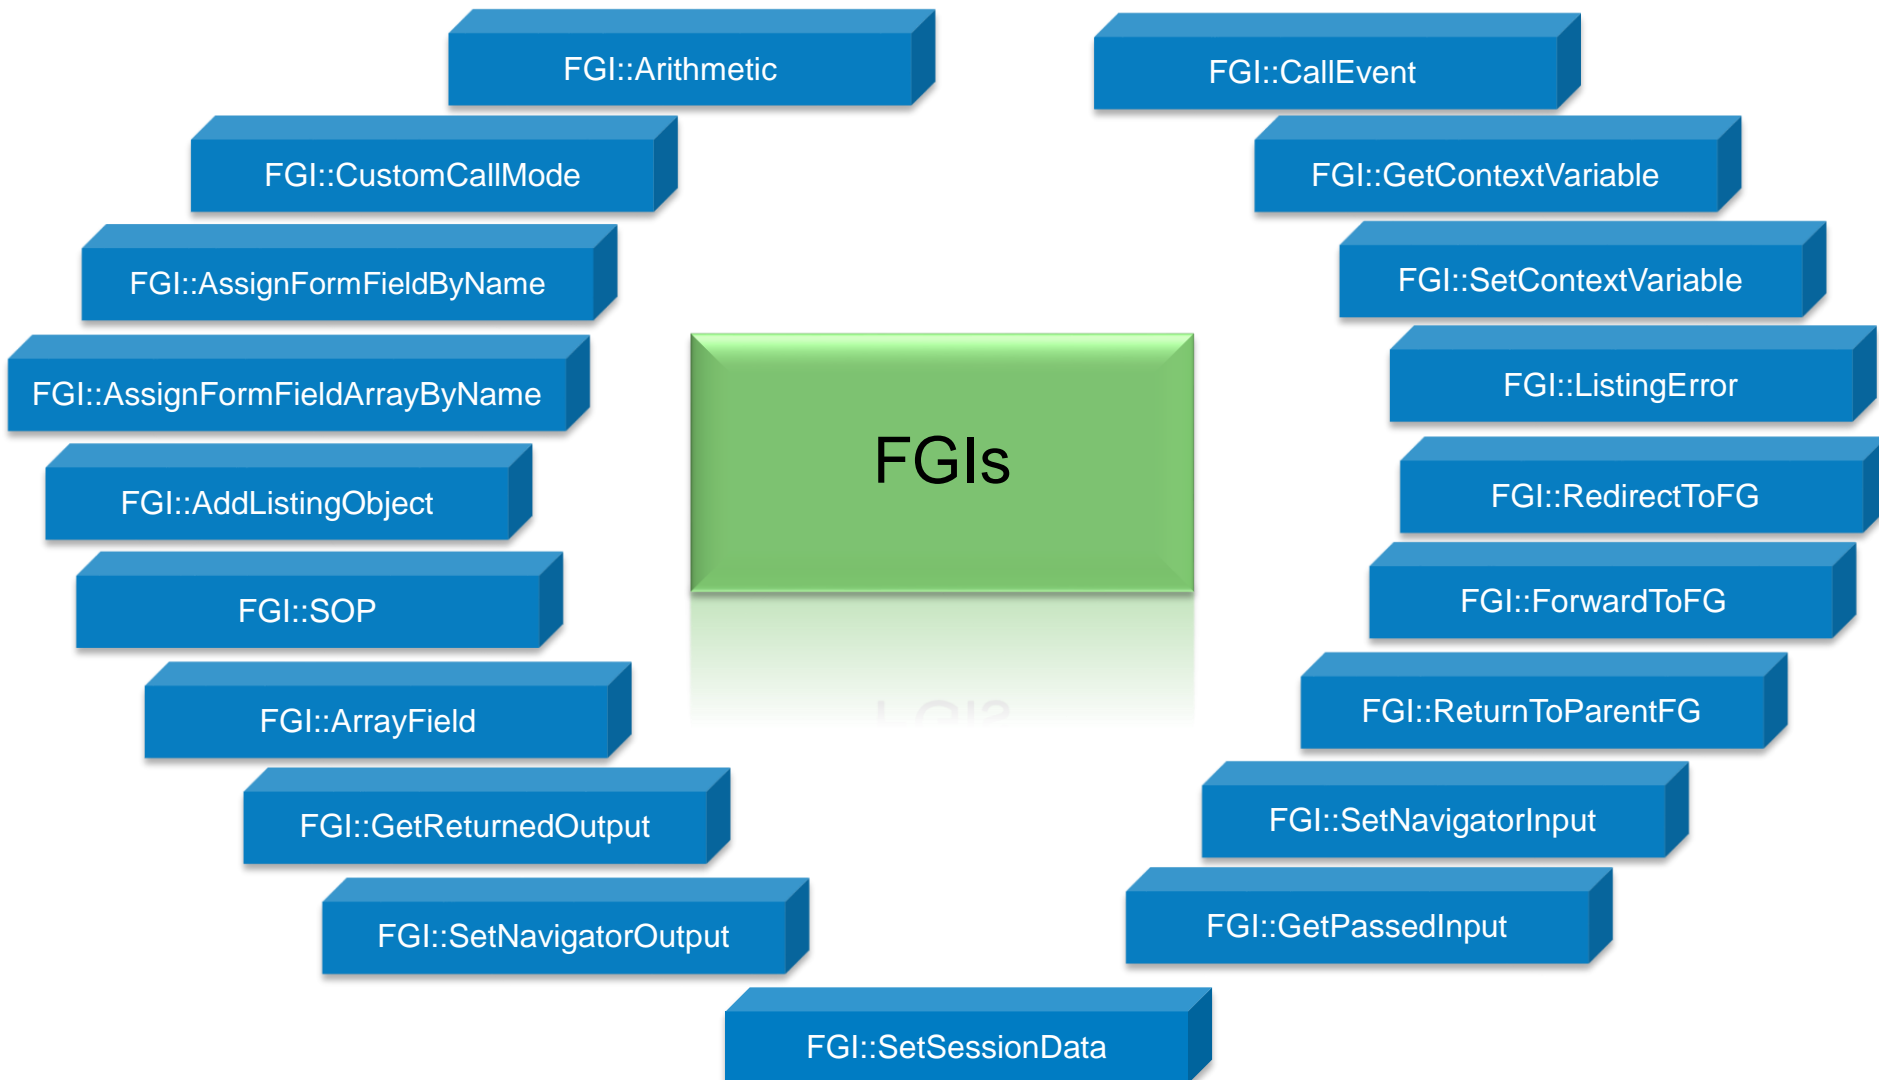 FGI::Arithmetic
FGI::CallEvent
FGI::CustomCallMode
FGI::GetContextVariable
FGI::AssignFormFieldByName
FGI::SetContextVariable
FGI::AssignFormFieldArrayByName
FGI::ListingError
FGIs
FGI::AddListingObject
FGI::RedirectToFG
FGI::SOP
FGI::ForwardToFG
FGI::ArrayField
FGI::ReturnToParentFG
FGI::GetReturnedOutput
FGI::SetNavigatorInput
FGI::SetNavigatorOutput
FGI::GetPassedInput
FGI::SetSessionData